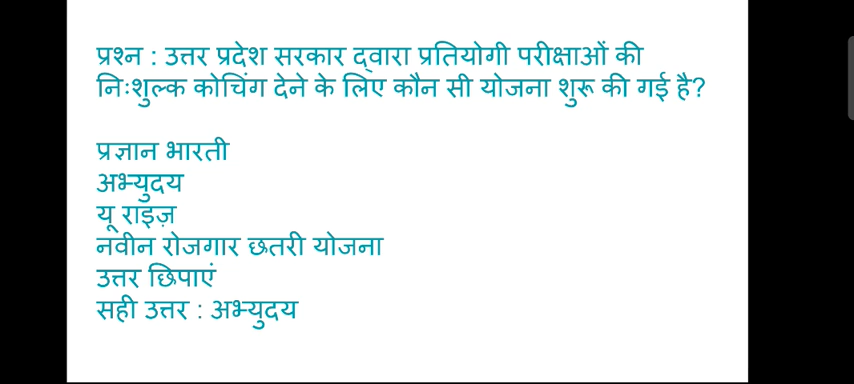 प्रश्न : उत्तर प्रदेश सरकार द्वारा प्रतियोगी परीक्षाओं की
निःशुल्क कोचिंग देने के लिए कौन सी योजना शुरू की गई है?
प्रज्ञान भारती
अभ्युदय
यू राइज़
नवीन रोजगार छतरी योजना
उत्तर छिपाएं
सही उत्तर : अभ्युदय